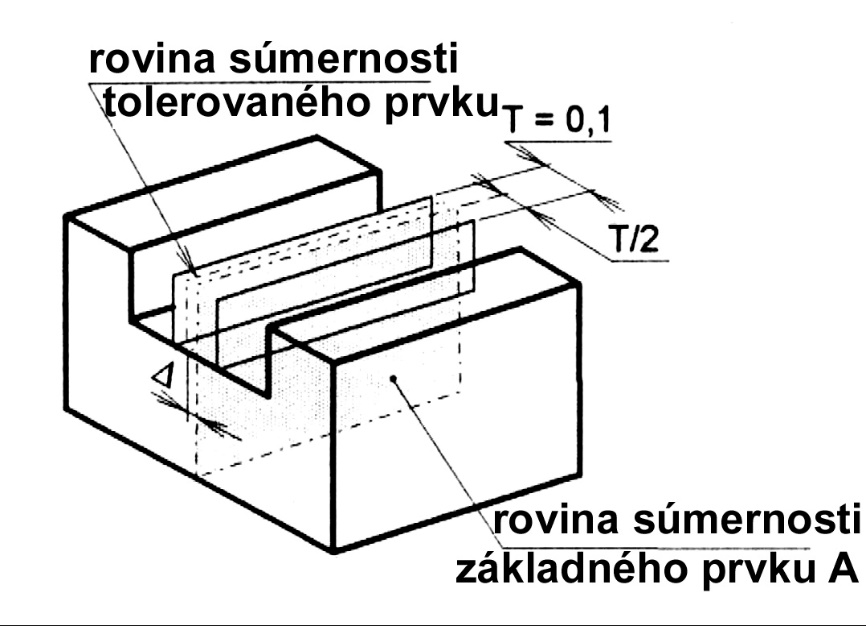 rovina súmernosti
tolerovaného prvku
T = 0,1
T/2
Δ
rovina súmernosti
základného prvku A